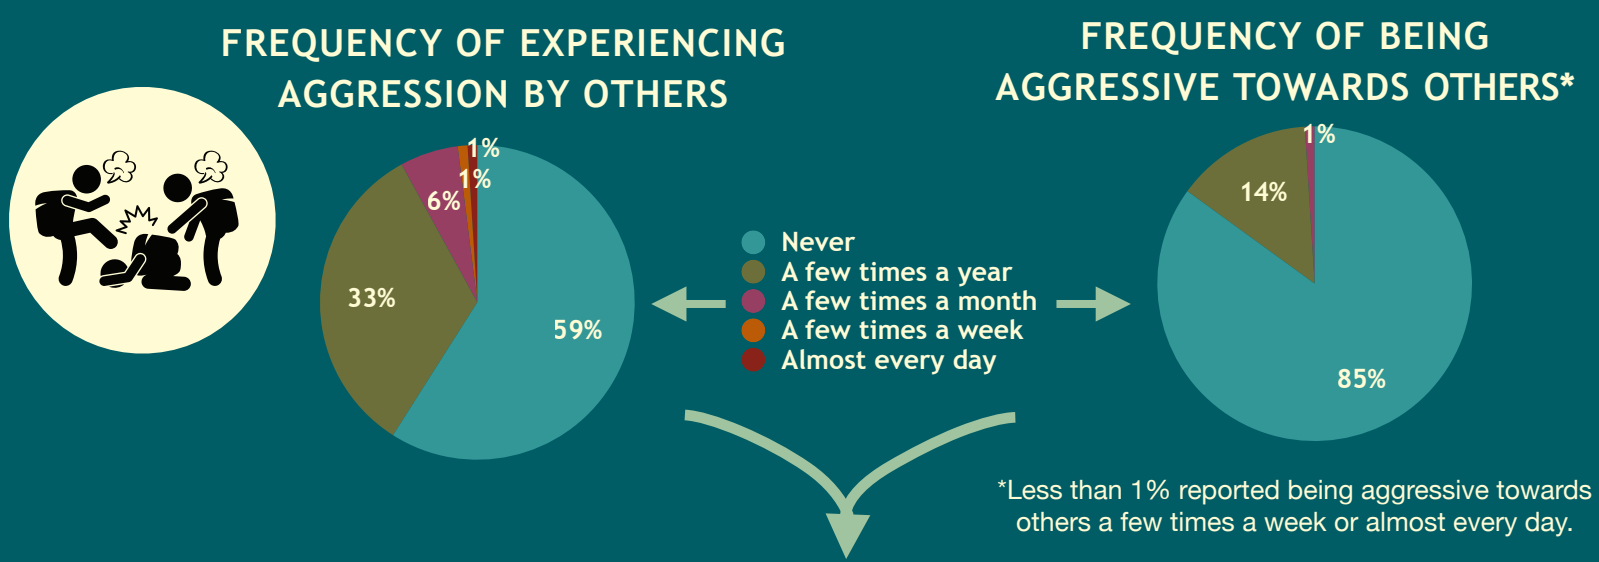 FREQUENCY OF EXPERIENCING
AGGRESSION BY OTHERS
1%
1%
6%
33%
59%
Never
A few times a year
A few times a month
A few times a week
Almost every day
FREQUENCY OF BEING
AGGRESSIVE TOWARDS OTHERS*
1%
14%
85%
*Less than 1% reported being aggressive towards
others a few times a week or almost every day.